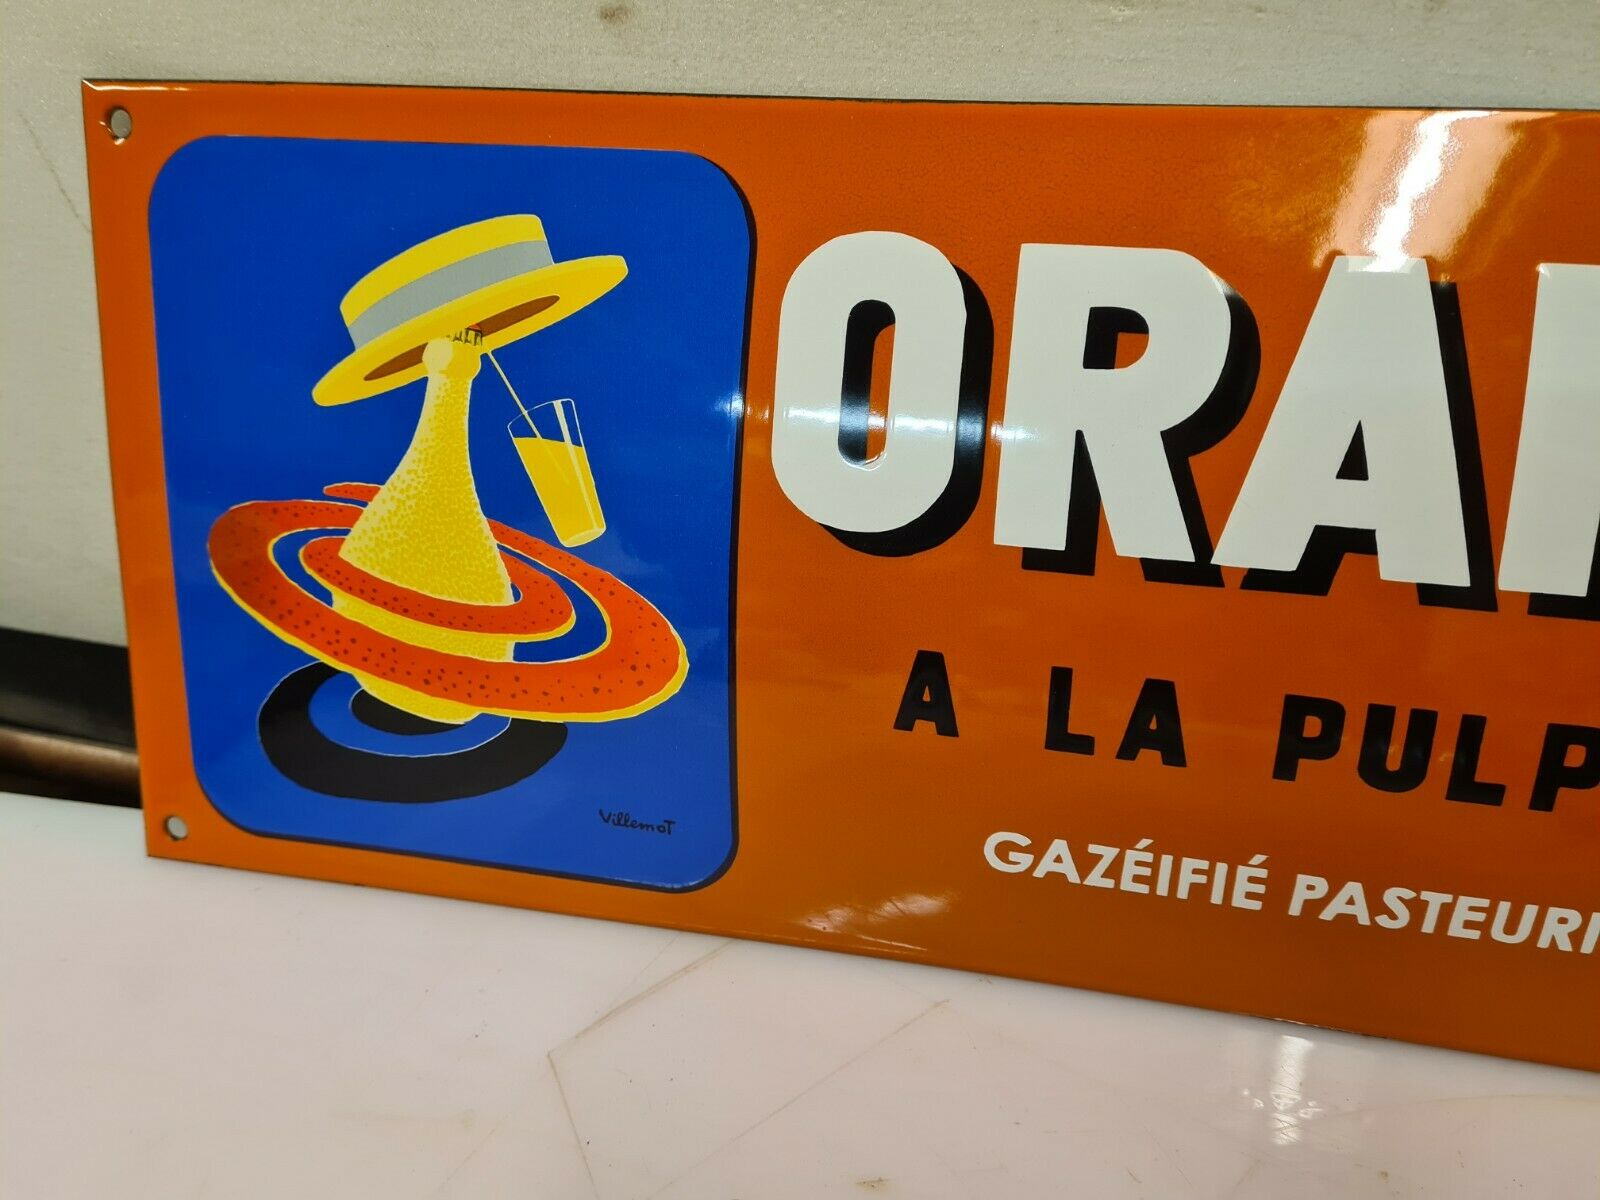 ORAN
A LA PULP
GAZÉIFIÉ PASTEURI
Villemot